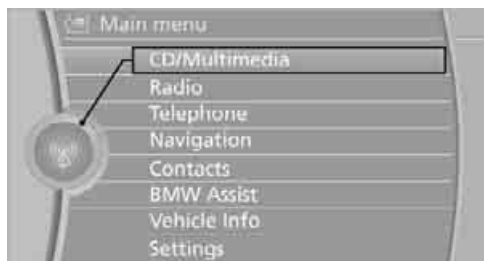 Main menu
CD/Multimedia
Radio
Telephone
Navigation
Contacts
BMW Assist
Vehicle Info
Settings